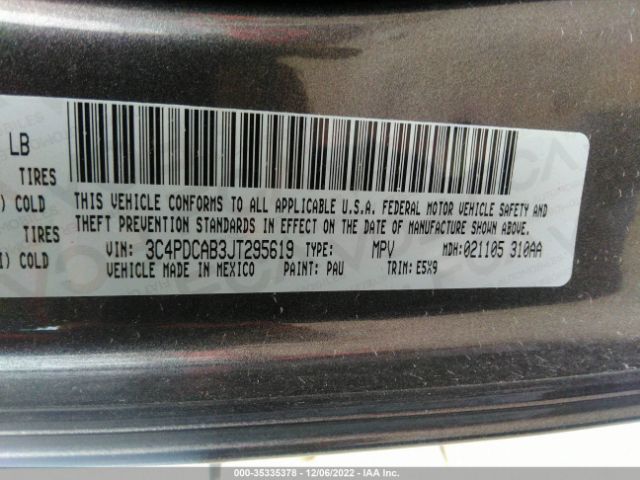 LB
TIRES
) COLD
TIRES
I) COLD
THIS VEHICLE CONFORMS TO ALL APPLICABLE U.S.A. FEDERAL MOTOR VEHICLE SAFETY AND
THEFT PREVENTION STANDARDS IN EFFECT ON THE DATE OF MANUFACTURE SHOWN ABOVE.
VIN: 3C4PDCAB3JT295619 TYPE: MPV MDH:021105 310AA
VEHICLE MADE IN MEXICO PAINT: PAU TRIM: E5X9
000-35335378 - 12/06/2022 - IAA Inc.